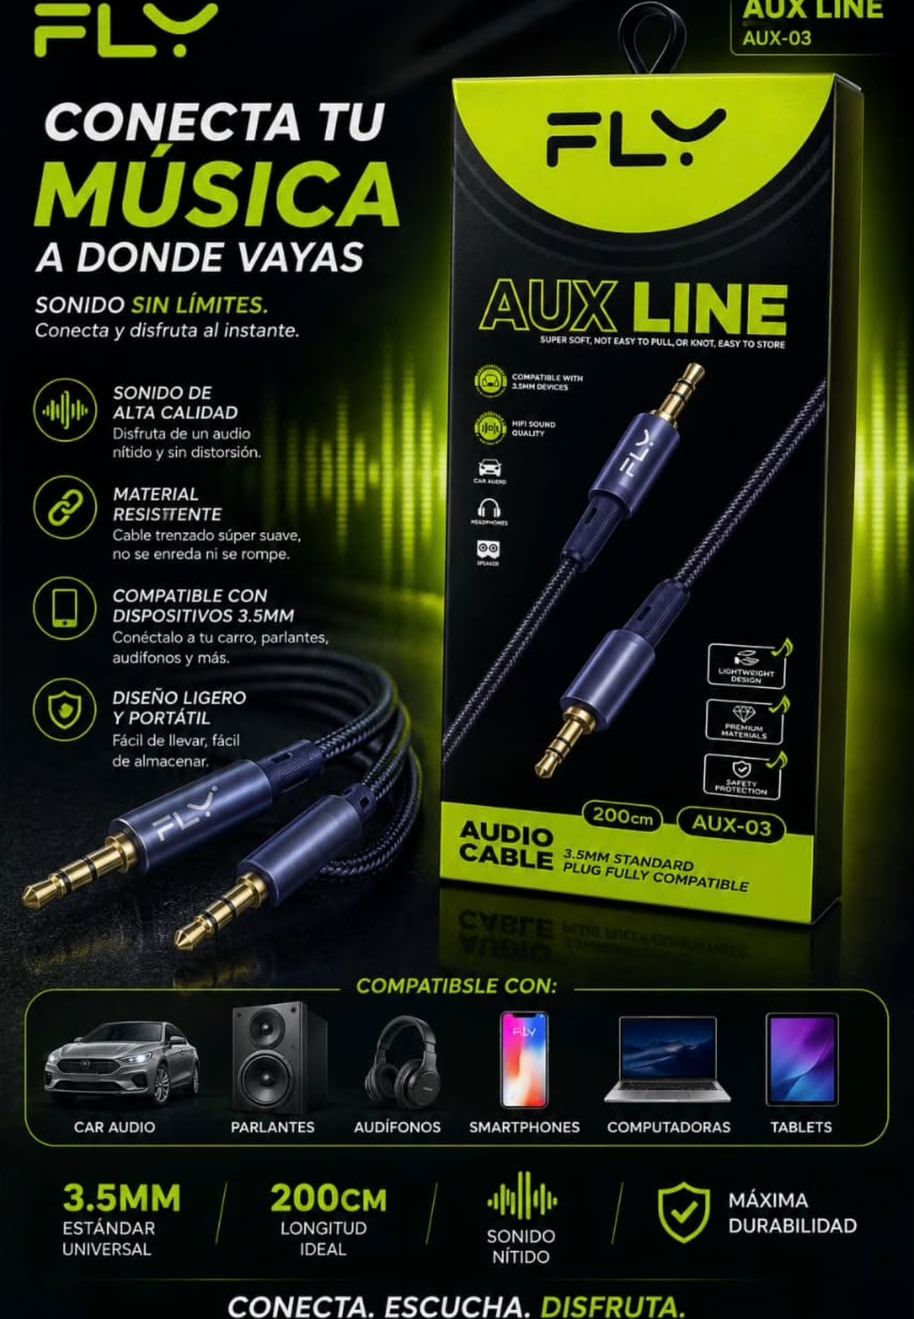 FLY
AUX LINE
AUX-03
CONECTA TU
MÚSICA
A DONDE VAYAS
SONIDO SIN LÍMITES.
Conecta y disfruta al instante.
SONIDO DE
ALTA CALIDAD
Disfruta de un audio
nítido y sin distorsión.
MATERIAL
RESISTTENTE
Cable trenzado súper suave,
no se enreda ni se rompe.
COMPATIBLE CON
DISPOSITIVOS 3.5MM
Conéctalo a tu carro, parlantes,
audífonos y más.
DISEÑO LIGERO
Y PORTÁTIL
Fácil de llevar, fácil
de almacenar.
FLY
FLY
AUX LINE
SUPER SOFT, NOT EASY TO PULL, OR KNOT, EASY TO STORE
COMPATIBLE WITH
3.5MM DEVICES
HIFI SOUND
QUALITY
CAR AUDIO
HEADPHONES
SPEAKER
FLY
LIGHTWEIGHT
DESIGN
PREMIUM
MATERIALS
SAFETY
PROTECTION
200cm
AUX-03
AUDIO
CABLE
3.5MM STANDARD
PLUG FULLY COMPATIBLE
COMPATIBSLE CON:
FLY
CAR AUDIO
PARLANTES
AUDÍFONOS
SMARTPHONES
COMPUTADORAS
TABLETS
3.5MM
ESTÁNDAR
UNIVERSAL
200CM
LONGITUD
IDEAL
SONIDO
NÍTIDO
MÁXIMA
DURABILIDAD
CONECTA. ESCUCHA. DISFRUTA.